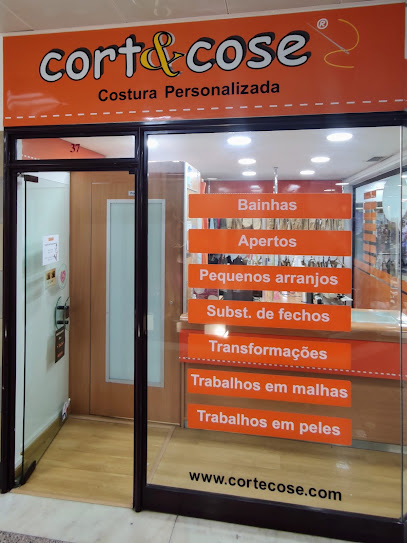 cort&cose®
Costura Personalizada
37
Bainhas
Apertos
Pequenos arranjos
Subst. de fechos
Transformações
Trabalhos em malhas
Trabalhos em peles
www.cortecose.com